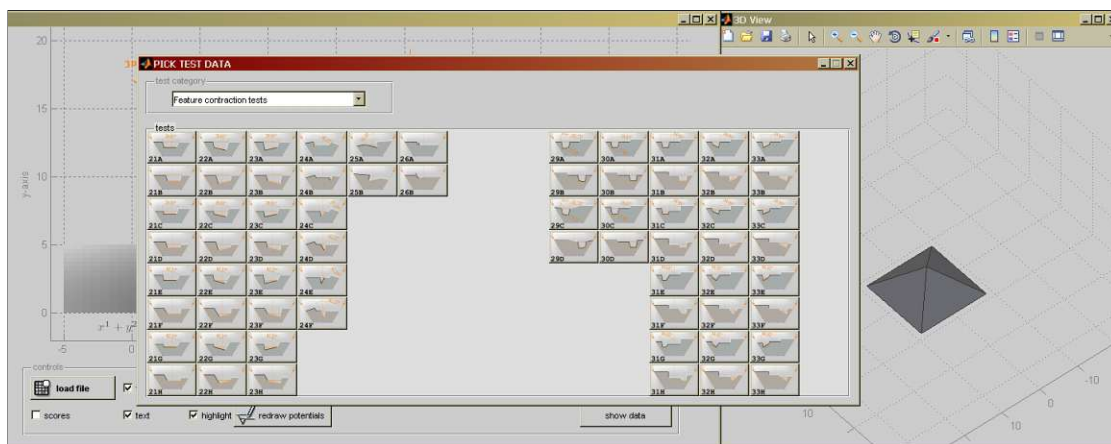 3D View
20
3P
PICK TEST DATA
test category
Feature contraction tests
15
10
5
0
y-axis
tests
21A 22A 23A 24A 25A 26A 29A 30A 31A 32A 33A
21B 22B 23B 24B 25B 26B 29B 30B 31B 32B 33B
21C 22C 23C 24C 29C 30C 31C 32C 33C
21D 22D 23D 24D 29D 30D 31D 32D 33D
21E 22E 23E 24E 31E 32E 33E
21F 22F 23F 24F 31F 32F 33F
21G 22G 23G 31G 32G 33G
21H 22H 23H 31H 32H 33H
x¹ + y²
-5 0
controls
load file
scores text highlight redraw potentials show data
10 10 0 -10